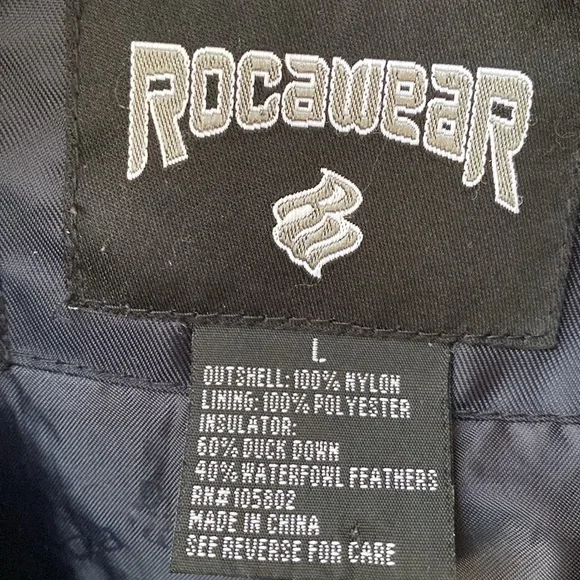 ROCAWEAR
L
OUTSHELL: 100% NYLON
LINING: 100% POLYESTER
INSULATOR:
60% DUCK DOWN
40% WATERFOWL FEATHERS
RN#105802
MADE IN CHINA
SEE REVERSE FOR CARE